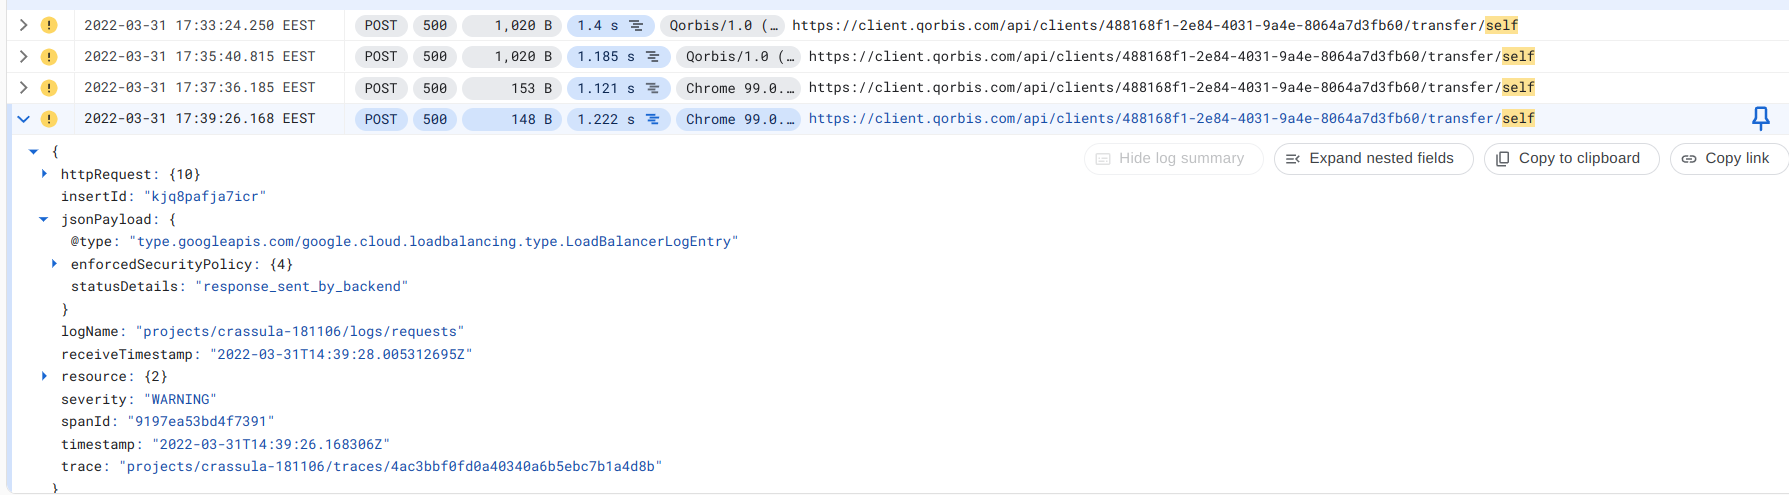 2022-03-31 17:33:24.250 EEST POST 500 1,020 B 1.4 s Qorbis/1.0 (… https://client.qorbis.com/api/clients/488168f1-2e84-4031-9a4e-8064a7d3fb60/transfer/self
2022-03-31 17:35:40.815 EEST POST 500 1,020 B 1.185 s Qorbis/1.0 (… https://client.qorbis.com/api/clients/488168f1-2e84-4031-9a4e-8064a7d3fb60/transfer/self
2022-03-31 17:37:36.185 EEST POST 500 153 B 1.121 s Chrome 99.0.… https://client.qorbis.com/api/clients/488168f1-2e84-4031-9a4e-8064a7d3fb60/transfer/self
2022-03-31 17:39:26.168 EEST POST 500 148 B 1.222 s Chrome 99.0.… https://client.qorbis.com/api/clients/488168f1-2e84-4031-9a4e-8064a7d3fb60/transfer/self
{
Hide log summary Expand nested fields Copy to clipboard Copy link
httpRequest: {10}
insertId: "kjq8pafja7icr"
jsonPayload: {
@type: "type.googleapis.com/google.cloud.loadbalancing.type.LoadBalancerLogEntry"
enforcedSecurityPolicy: {4}
statusDetails: "response_sent_by_backend"
}
logName: "projects/crassula-181106/logs/requests"
receiveTimestamp: "2022-03-31T14:39:28.005312695Z"
resource: {2}
severity: "WARNING"
spanId: "9197ea53bd4f7391"
timestamp: "2022-03-31T14:39:26.168306Z"
trace: "projects/crassula-181106/traces/4ac3bbf0fd0a40340a6b5ebc7b1a4d8b"
}